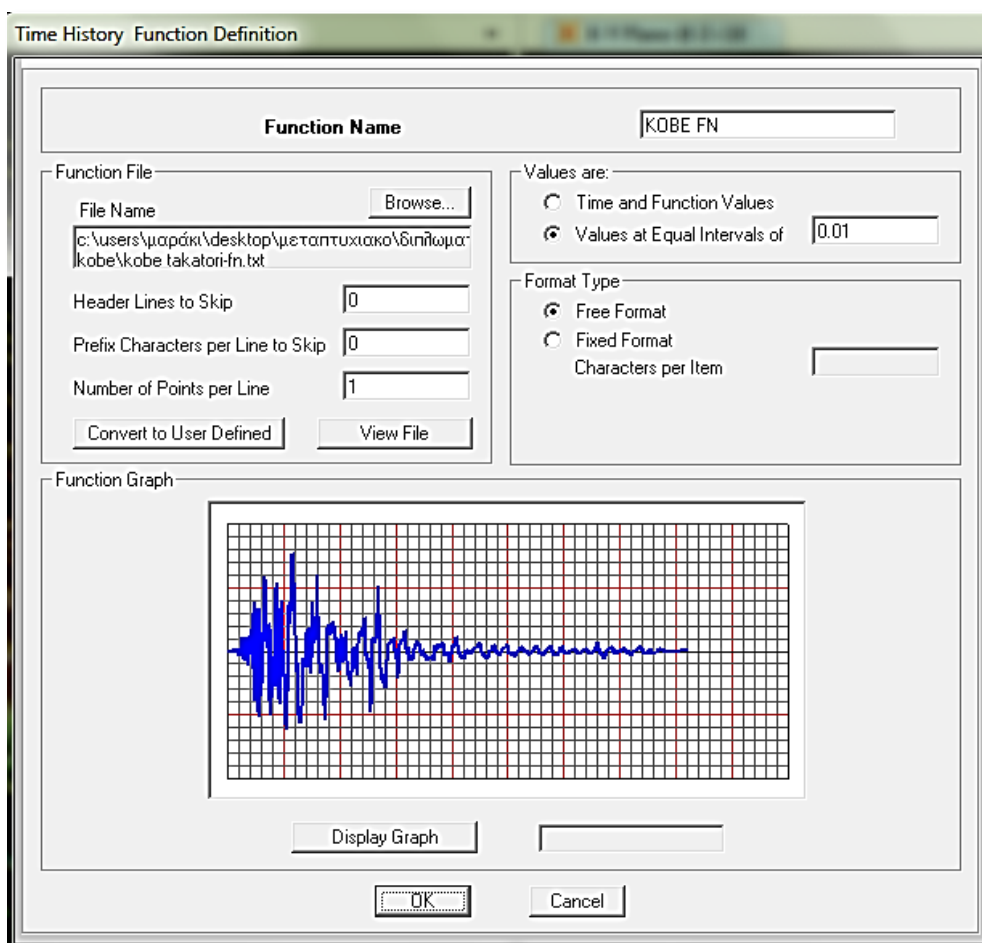 Time History Function Definition
Function Name
KOBE FN
Function File
File Name
Browse...
c:\users\μαράκι\desktop\μεταπτυχιακο\διπλωματ
kobe\kobe takatori-fn.txt
Header Lines to Skip
0
Prefix Characters per Line to Skip
0
Number of Points per Line
1
Convert to User Defined
View File
Values are:
Time and Function Values
Values at Equal Intervals of
0.01
Format Type
Free Format
Fixed Format
Characters per Item
Function Graph
Display Graph
OK
Cancel